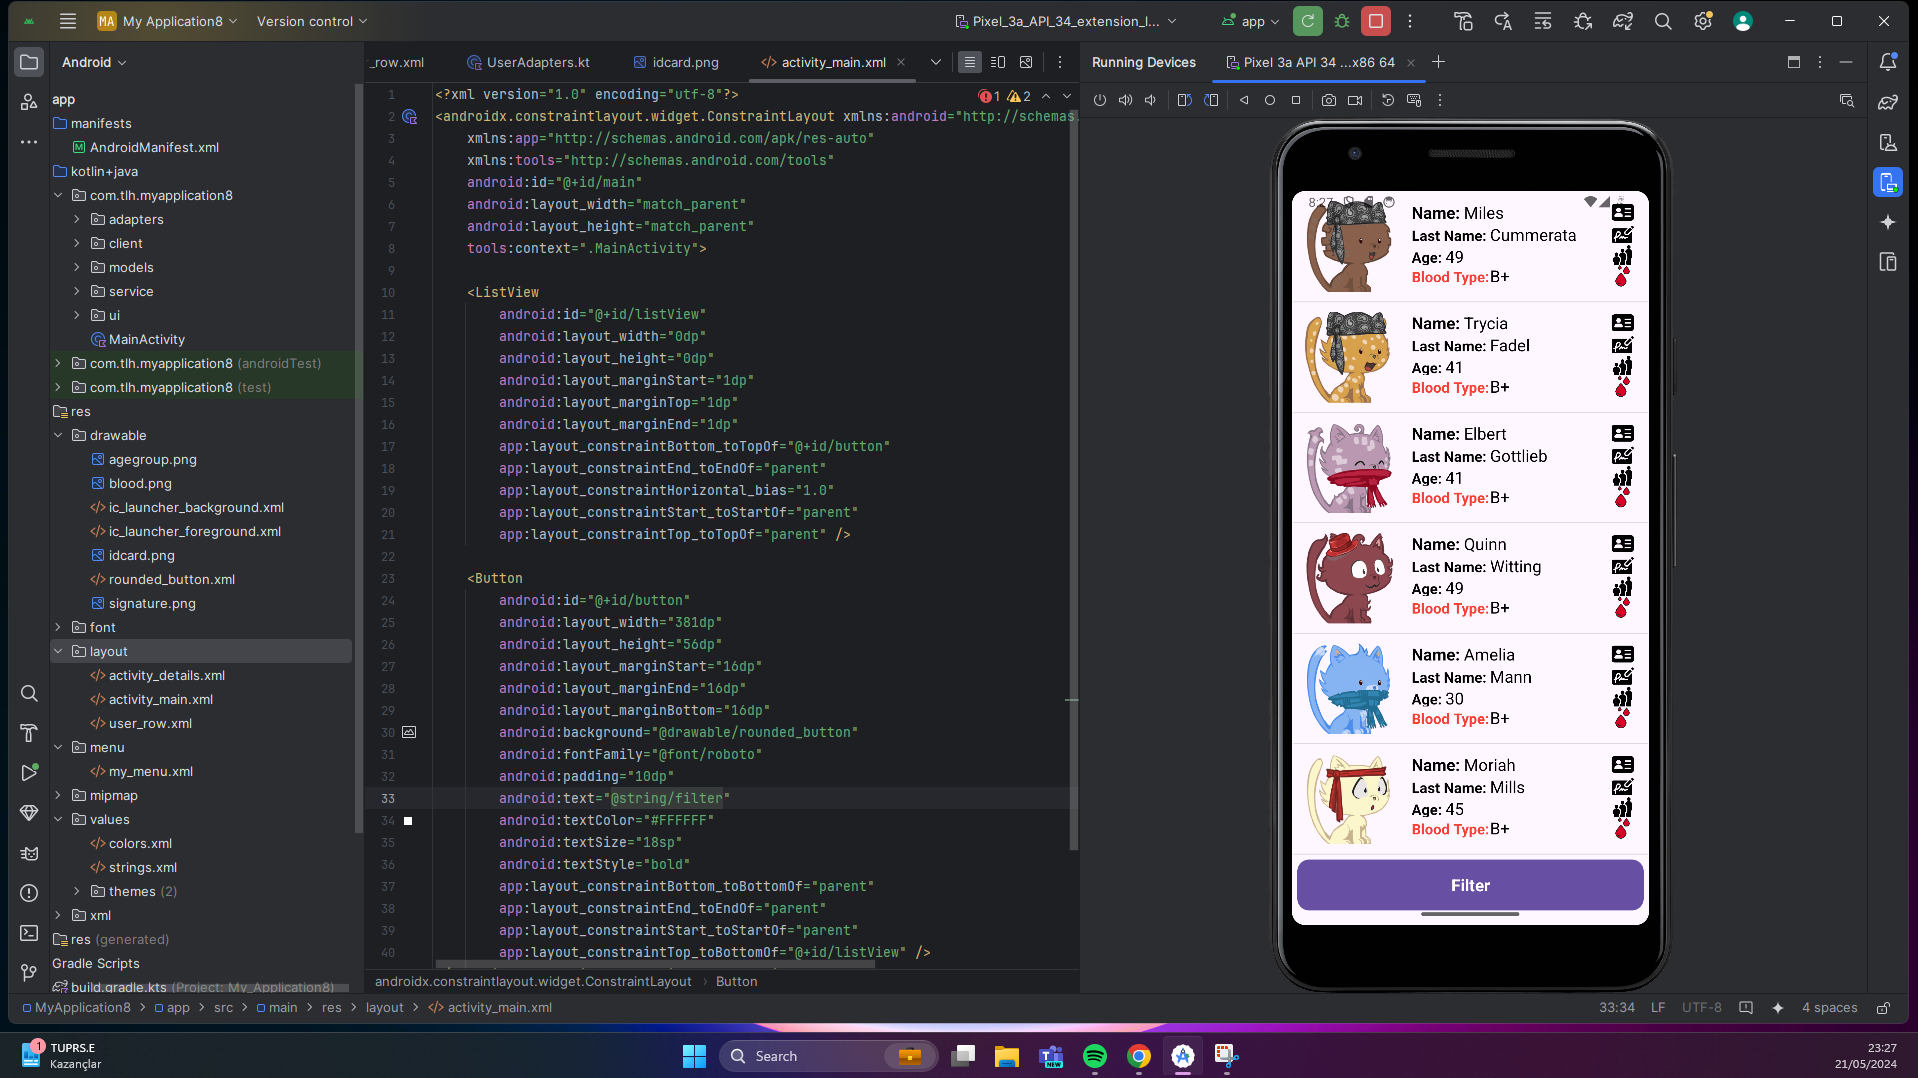 MA My Application8
Version control
Pixel_3a_API_34_extension_l...
app
Android
_row.xml
UserAdapters.kt
idcard.png
activity_main.xml
Running Devices
Pixel 3a API 34 ...x86 64
app
manifests
AndroidManifest.xml
kotlin+java
com.tlh.myapplication8
adapters
client
models
service
ui
MainActivity
com.tlh.myapplication8 (androidTest)
com.tlh.myapplication8 (test)
res
drawable
agegroup.png
blood.png
ic_launcher_background.xml
ic_launcher_foreground.xml
idcard.png
rounded_button.xml
signature.png
font
layout
activity_details.xml
activity_main.xml
user_row.xml
menu
my_menu.xml
mipmap
values
colors.xml
strings.xml
themes (2)
xml
res (generated)
Gradle Scripts
build.gradle.kts (Project: My_Application8)
1 <?xml version="1.0" encoding="utf-8"?>
1 2
2 <androidx.constraintlayout.widget.ConstraintLayout xmlns:android="http://schemas.
3 xmlns:app="http://schemas.android.com/apk/res-auto"
4 xmlns:tools="http://schemas.android.com/tools"
5 android:id="@+id/main"
6 android:layout_width="match_parent"
7 android:layout_height="match_parent"
8 tools:context=".MainActivity">
9
10 <ListView
11 android:id="@+id/listView"
12 android:layout_width="0dp"
13 android:layout_height="0dp"
14 android:layout_marginStart="1dp"
15 android:layout_marginTop="1dp"
16 android:layout_marginEnd="1dp"
17 app:layout_constraintBottom_toTopOf="@+id/button"
18 app:layout_constraintEnd_toEndOf="parent"
19 app:layout_constraintHorizontal_bias="1.0"
20 app:layout_constraintStart_toStartOf="parent"
21 app:layout_constraintTop_toTopOf="parent" />
22
23 <Button
24 android:id="@+id/button"
25 android:layout_width="381dp"
26 android:layout_height="56dp"
27 android:layout_marginStart="16dp"
28 android:layout_marginEnd="16dp"
29 android:layout_marginBottom="16dp"
30 android:background="@drawable/rounded_button"
31 android:fontFamily="@font/roboto"
32 android:padding="10dp"
33 android:text="@string/filter"
34 android:textColor="#FFFFFF"
35 android:textSize="18sp"
36 android:textStyle="bold"
37 app:layout_constraintBottom_toBottomOf="parent"
38 app:layout_constraintEnd_toEndOf="parent"
39 app:layout_constraintStart_toStartOf="parent"
40 app:layout_constraintTop_toBottomOf="@+id/listView" />
androidx.constraintlayout.widget.ConstraintLayout > Button
8:27
Name: Miles
Last Name: Cummerata
Age: 49
Blood Type:B+
Name: Trycia
Last Name: Fadel
Age: 41
Blood Type:B+
Name: Elbert
Last Name: Gottlieb
Age: 41
Blood Type:B+
Name: Quinn
Last Name: Witting
Age: 49
Blood Type:B+
Name: Amelia
Last Name: Mann
Age: 30
Blood Type:B+
Name: Moriah
Last Name: Mills
Age: 45
Blood Type:B+
Filter
MyApplication8 > app > src > main > res > layout > activity_main.xml
33:34 LF UTF-8 4 spaces
1
TUPRS.E
Kazançlar
Search
NEW
23:27
21/05/2024